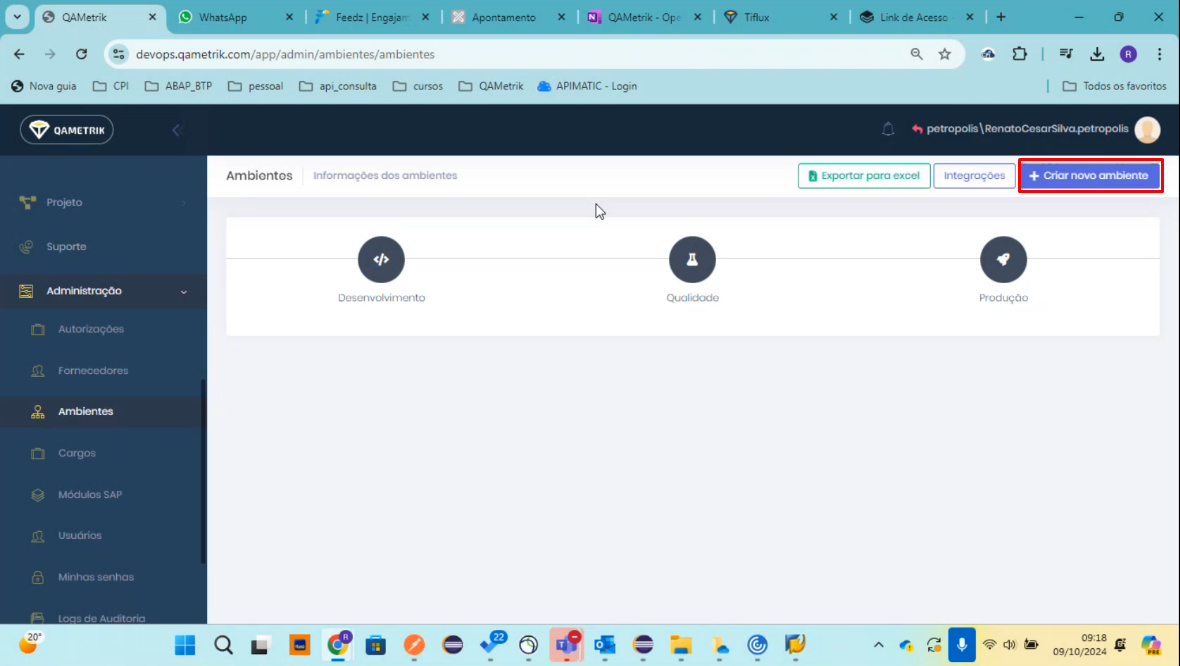 QAMetrik
WhatsApp
Feedz | Engajam
Apontamento
QAMetrik - Ope
Tiflux
Link de Acesso -
devops.qametrik.com/app/admin/ambientes/ambientes
R
Nova guia
CPI
ABAP_BTP
pessoal
api_consulta
cursos
QAMetrik
APIMATIC - Login
Todos os favoritos
QAMETRIK
petropolis\RenatoCesarSilva.petropolis
Ambientes
Informações dos ambientes
Exportar para excel
Integrações
+ Criar novo ambiente
Projeto
Suporte
Administração
Autorizações
Fornecedores
Ambientes
Cargos
Módulos SAP
Usuários
Minhas senhas
Logs de Auditoria
Desenvolvimento
Qualidade
Produção
20°
R
22
09:18
09/10/2024
PRE